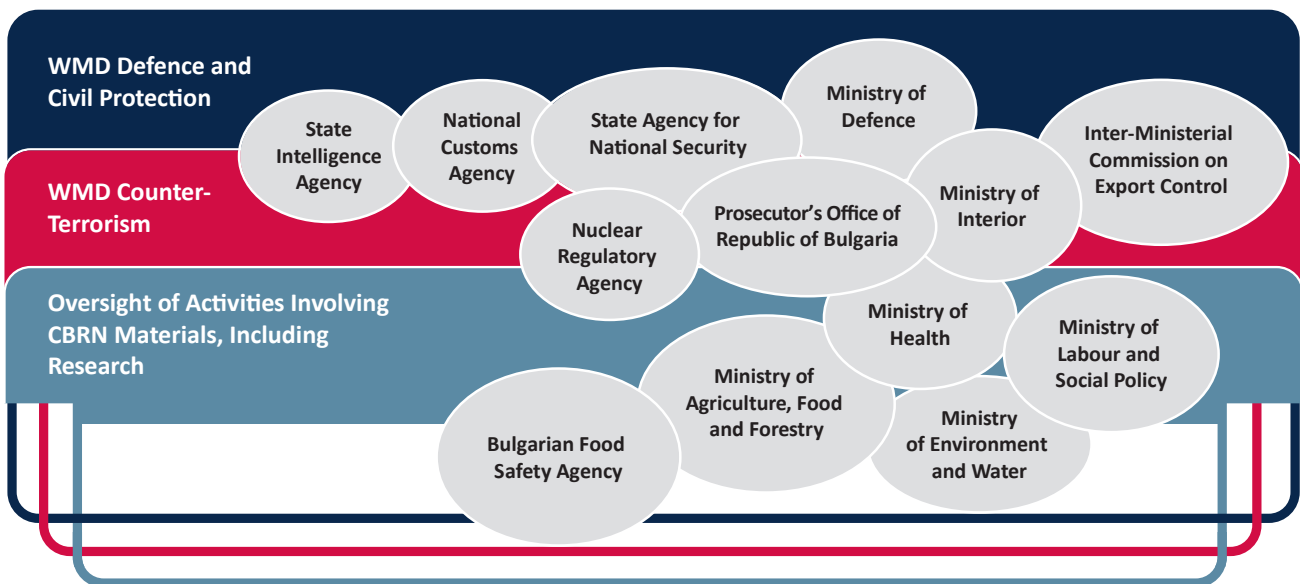 WMD Defence and
Civil Protection
State
Intelligence
Agency
National
Customs
Agency
State Agency for
National Security
Ministry of
Defence
Inter-Ministerial
Commission on
Export Control
WMD Counter-
Terrorism
Nuclear
Regulatory
Agency
Prosecutor’s Office of
Republic of Bulgaria
Ministry of
Interior
Oversight of Activities Involving
CBRN Materials, Including
Research
Ministry of
Health
Ministry of
Labour and
Social Policy
Ministry of
Agriculture, Food
and Forestry
Bulgarian Food
Safety Agency
Ministry
of Environment
and Water